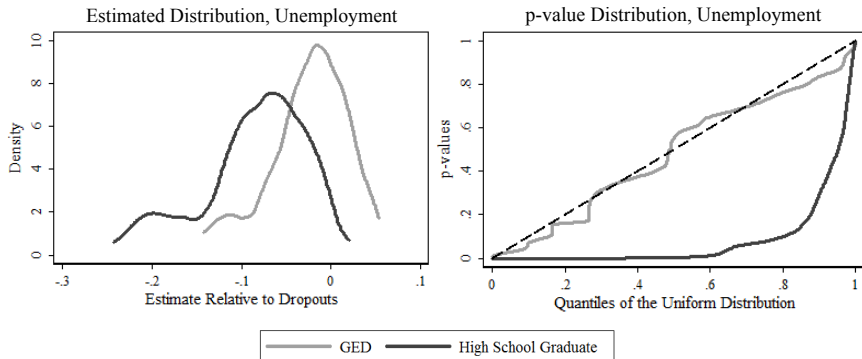 Estimated Distribution, Unemployment
10
8
6
4
2
0
Density
-.3
-.2
-.1
0
.1
Estimate Relative to Dropouts
p-value Distribution, Unemployment
1
.8
.6
.4
.2
0
p-values
0
.2
.4
.6
.8
1
Quantiles of the Uniform Distribution
GED
High School Graduate